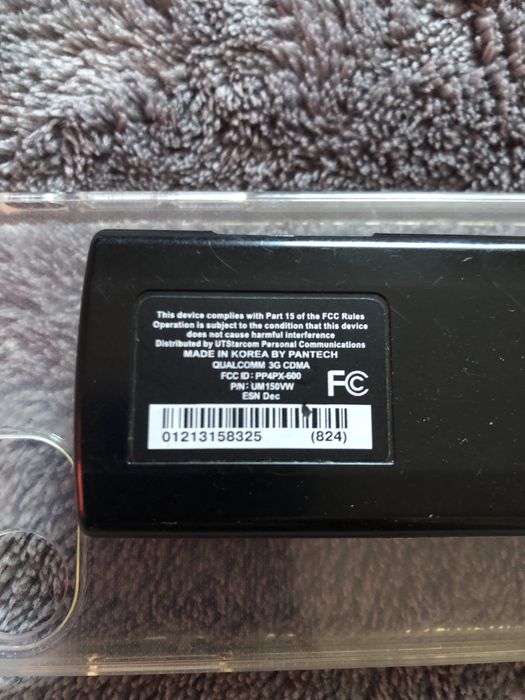 This device complies with Part 15 of the FCC Rules
Operation is subject to the condition that this device
does not cause harmful interference
Distributed by UTStarcom Personal Communications
MADE IN KOREA BY PANTECH
QUALCOMM 3G CDMA
FCC ID: PP4PX-600
P/N: UM150VW
ESN Dec
FC
01213158325 (824)